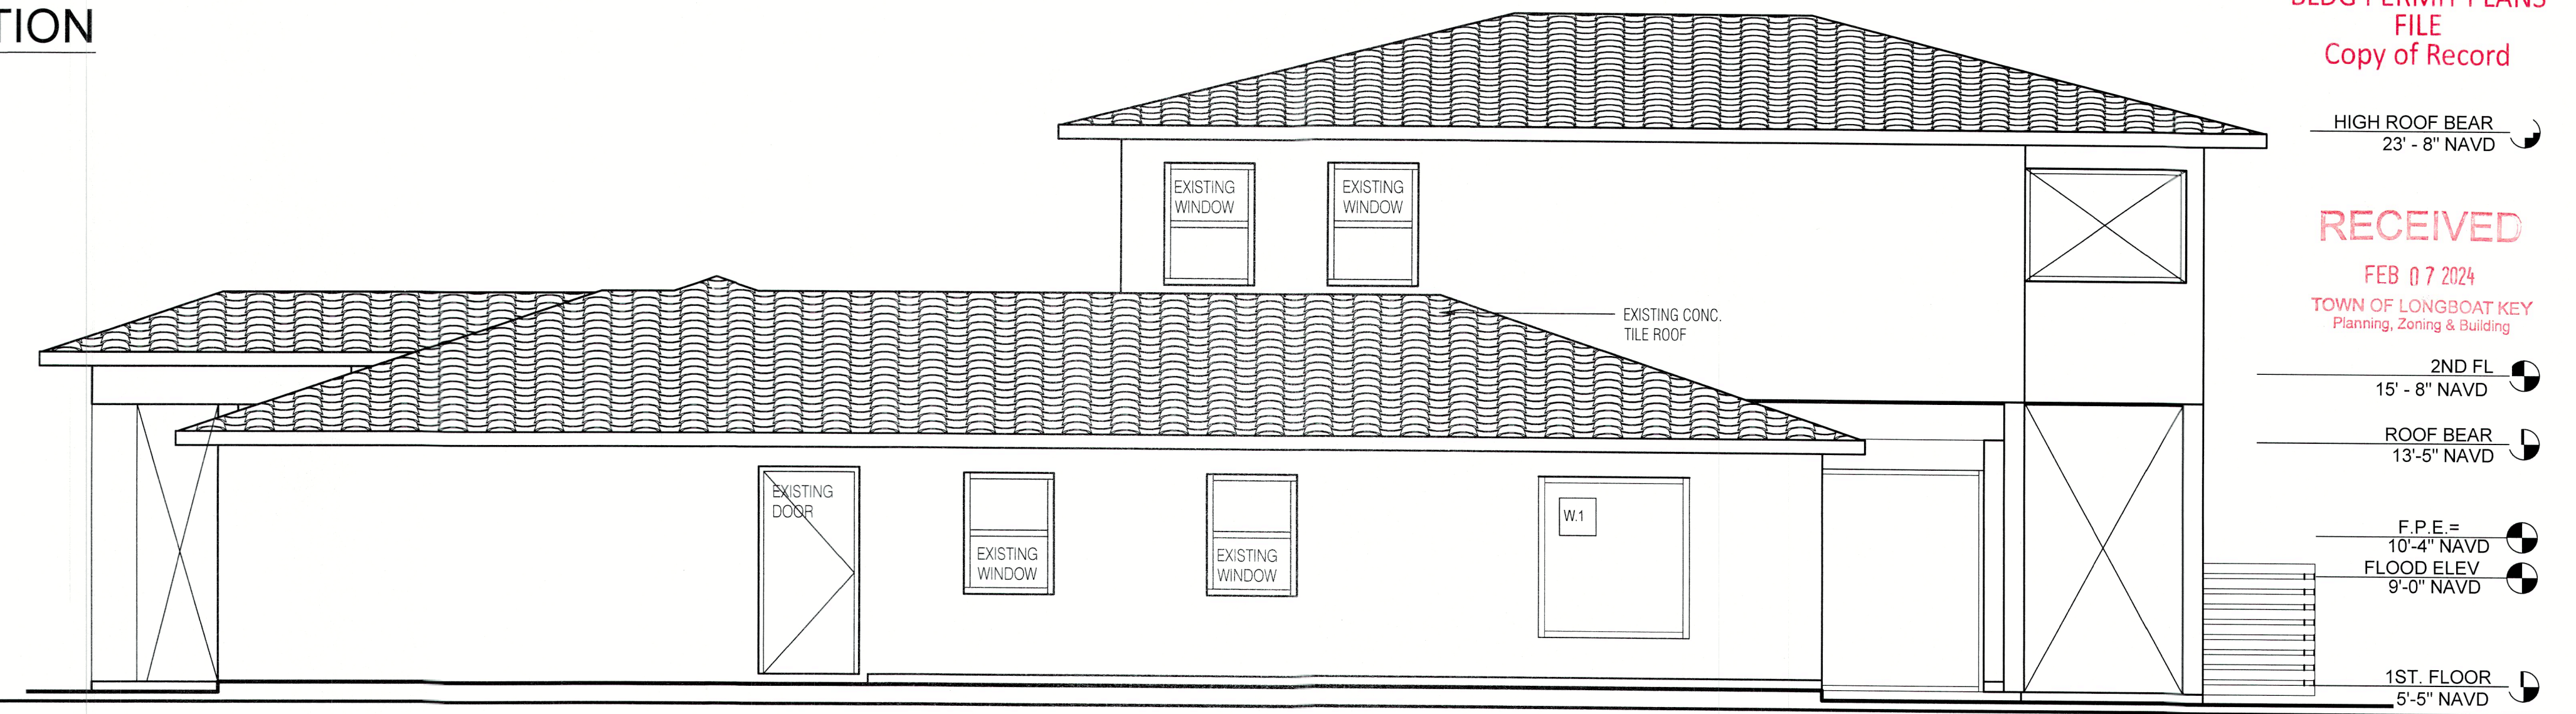 TION
BLDG PERMIT PLANS
FILE
Copy of Record
HIGH ROOF BEAR
23' - 8" NAVD
EXISTING
WINDOW
EXISTING
WINDOW
RECEIVED
FEB 07 2024
TOWN OF LONGBOAT KEY
Planning, Zoning & Building
EXISTING CONC.
TILE ROOF
2ND FL
15' - 8" NAVD
ROOF BEAR
13'-5" NAVD
EXISTING
DOOR
EXISTING
WINDOW
EXISTING
WINDOW
W.1
F.P.E.=
10'-4" NAVD
FLOOD ELEV
9'-0" NAVD
1ST. FLOOR
5'-5" NAVD